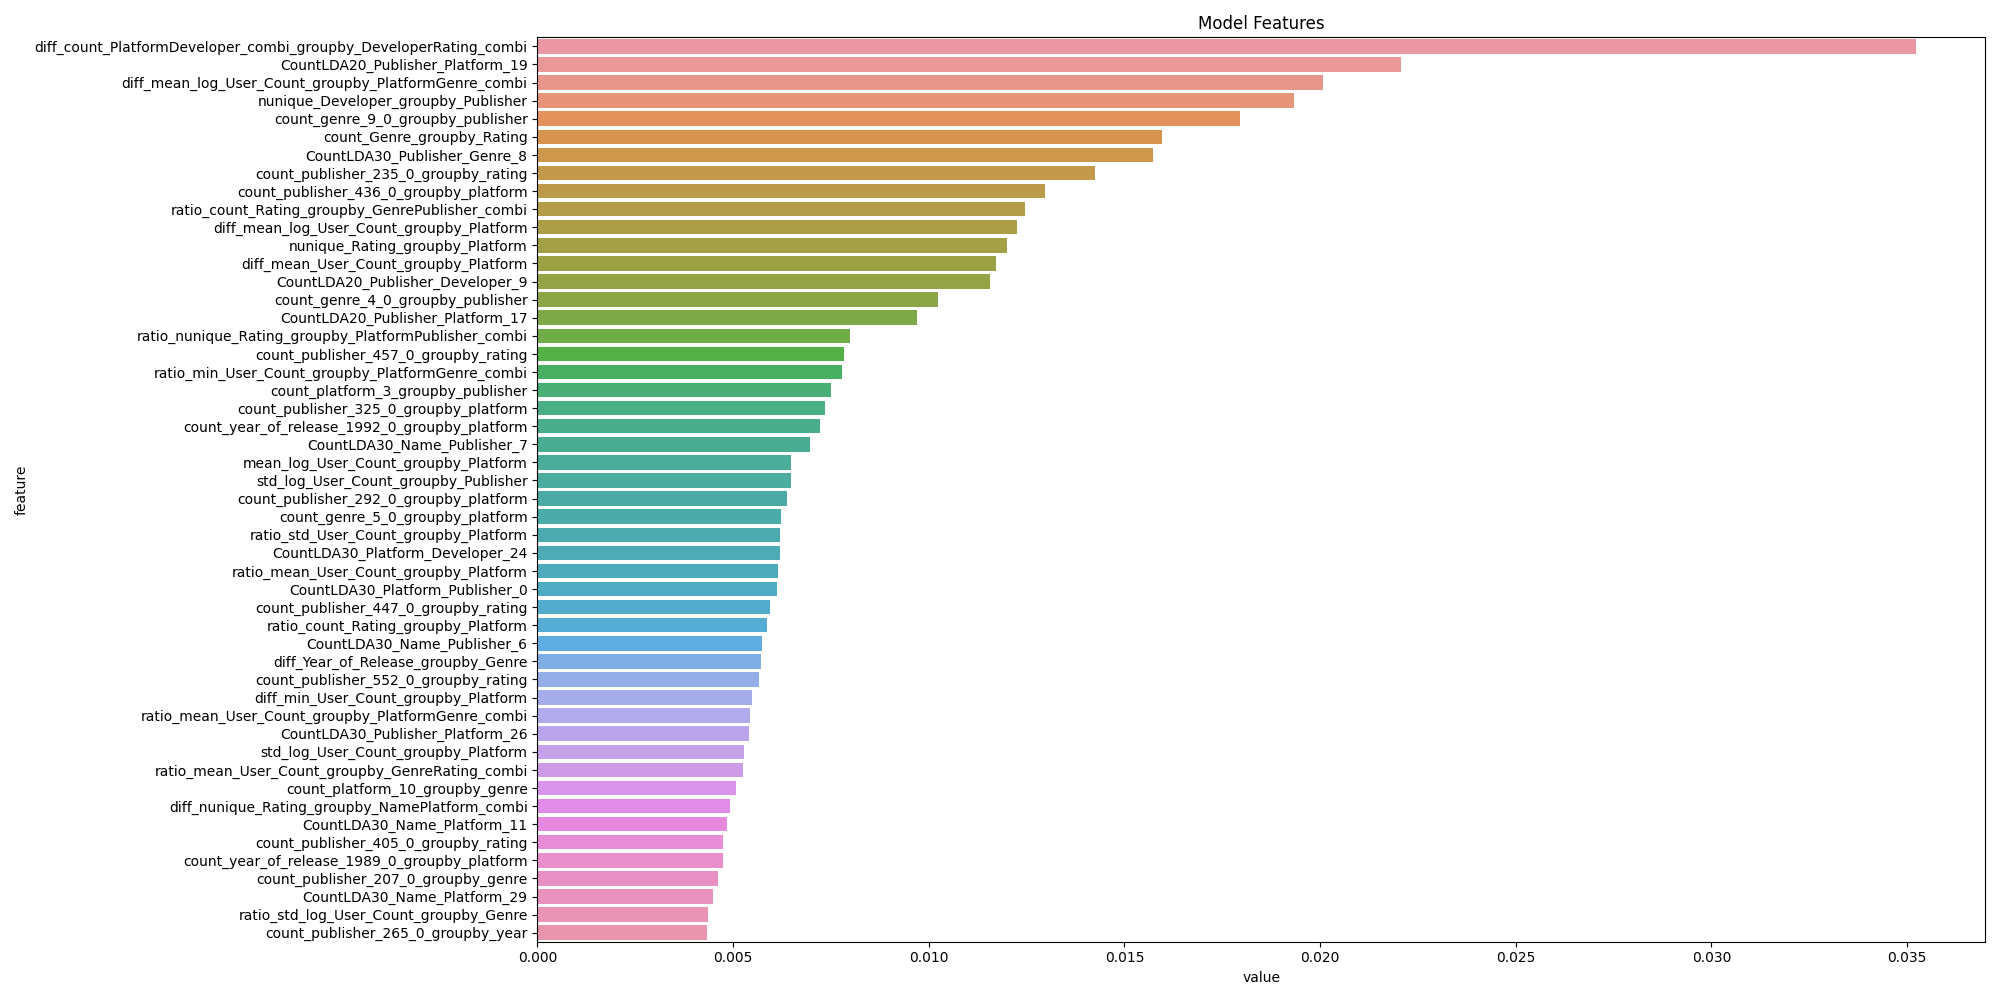 Model Features
diff_count_PlatformDeveloper_combi_groupby_DeveloperRating_combi
CountLDA20_Publisher_Platform_19
diff_mean_log_User_Count_groupby_PlatformGenre_combi
nunique_Developer_groupby_Publisher
count_genre_9_0_groupby_publisher
count_Genre_groupby_Rating
CountLDA30_Publisher_Genre_8
count_publisher_235_0_groupby_rating
count_publisher_436_0_groupby_platform
ratio_count_Rating_groupby_GenrePublisher_combi
diff_mean_log_User_Count_groupby_Platform
nunique_Rating_groupby_Platform
diff_mean_User_Count_groupby_Platform
CountLDA20_Publisher_Developer_9
count_genre_4_0_groupby_publisher
CountLDA20_Publisher_Platform_17
ratio_nunique_Rating_groupby_PlatformPublisher_combi
count_publisher_457_0_groupby_rating
ratio_min_User_Count_groupby_PlatformGenre_combi
count_platform_3_groupby_publisher
count_publisher_325_0_groupby_platform
count_year_of_release_1992_0_groupby_platform
CountLDA30_Name_Publisher_7
mean_log_User_Count_groupby_Platform
std_log_User_Count_groupby_Publisher
count_publisher_292_0_groupby_platform
count_genre_5_0_groupby_platform
ratio_std_User_Count_groupby_Platform
CountLDA30_Platform_Developer_24
ratio_mean_User_Count_groupby_Platform
CountLDA30_Platform_Publisher_0
count_publisher_447_0_groupby_rating
ratio_count_Rating_groupby_Platform
CountLDA30_Name_Publisher_6
diff_Year_of_Release_groupby_Genre
count_publisher_552_0_groupby_rating
diff_min_User_Count_groupby_Platform
ratio_mean_User_Count_groupby_PlatformGenre_combi
CountLDA30_Publisher_Platform_26
std_log_User_Count_groupby_Platform
ratio_mean_User_Count_groupby_GenreRating_combi
count_platform_10_groupby_genre
diff_nunique_Rating_groupby_NamePlatform_combi
CountLDA30_Name_Platform_11
count_publisher_405_0_groupby_rating
count_year_of_release_1989_0_groupby_platform
count_publisher_207_0_groupby_genre
CountLDA30_Name_Platform_29
ratio_std_log_User_Count_groupby_Genre
count_publisher_265_0_groupby_year
feature
0.000 0.005 0.010 0.015 0.020 0.025 0.030 0.035
value